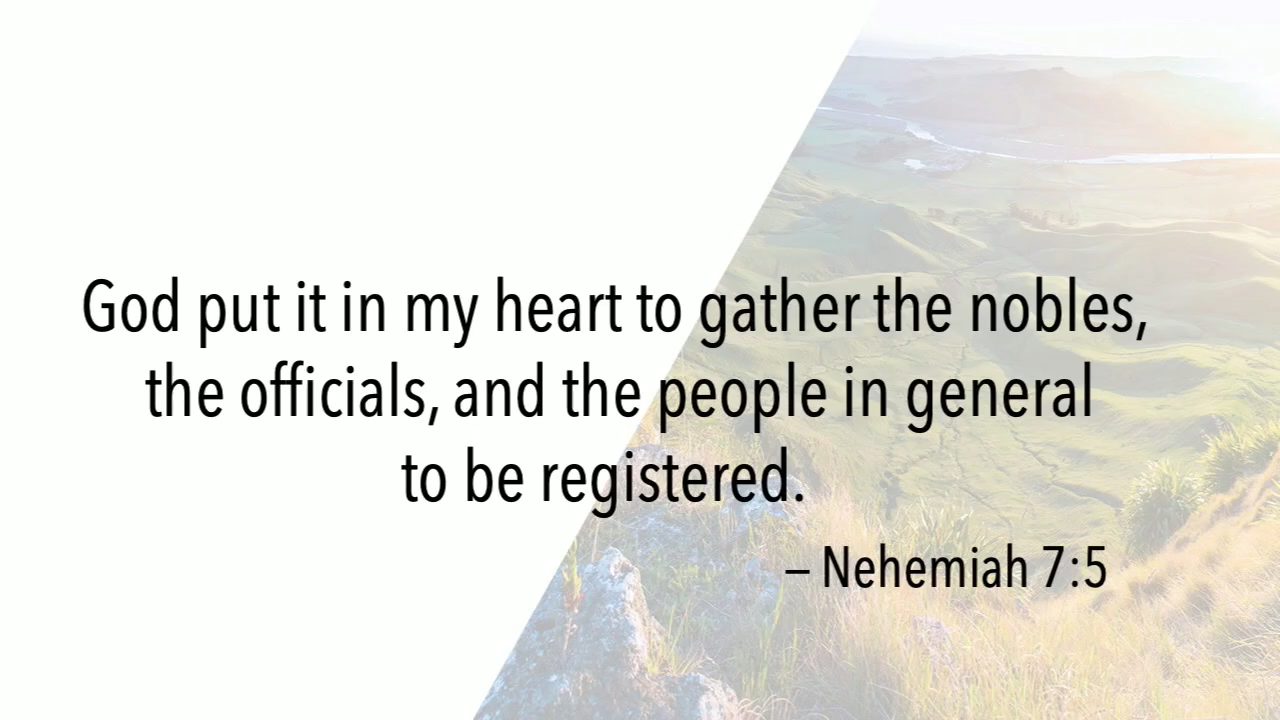 God put it in my heart to gather the nobles,
the officials, and the people in general
to be registered.
– Nehemiah 7:5